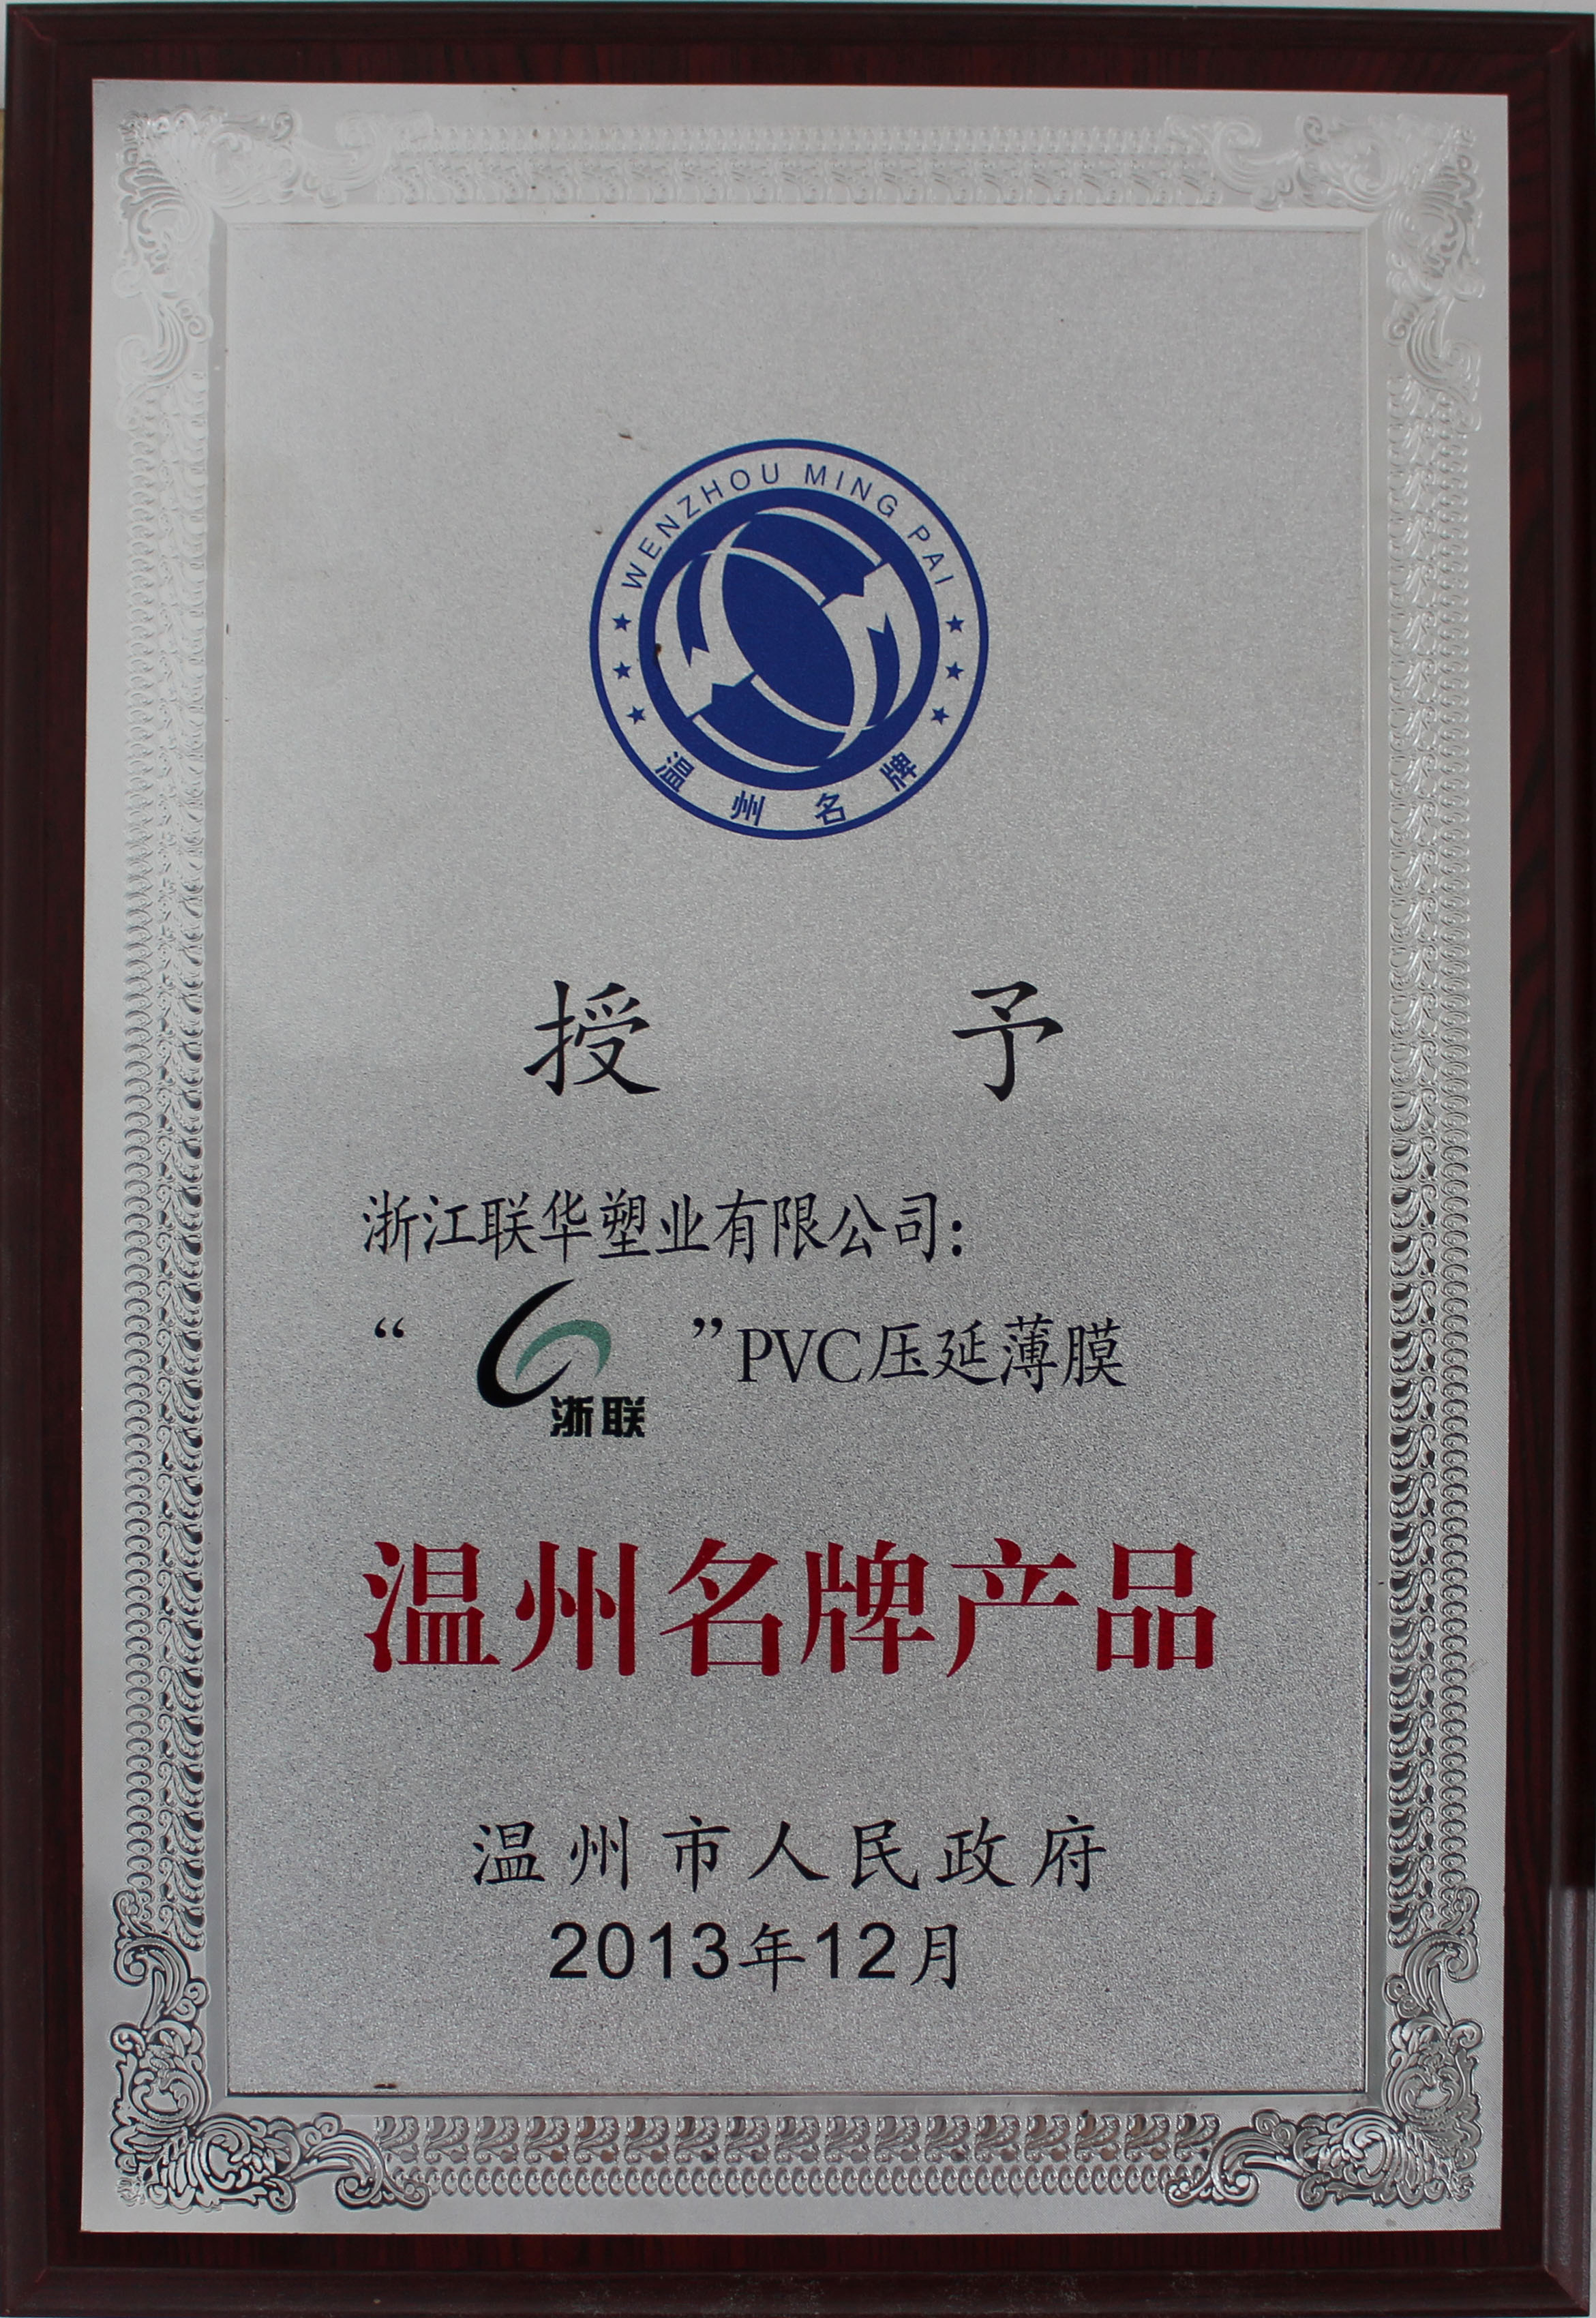 WENZHOU MING PAI
温州名牌
授予
浙江联华塑业有限公司：
“浙联”PVC压延薄膜
温州名牌产品
温州市人民政府
2013年12月